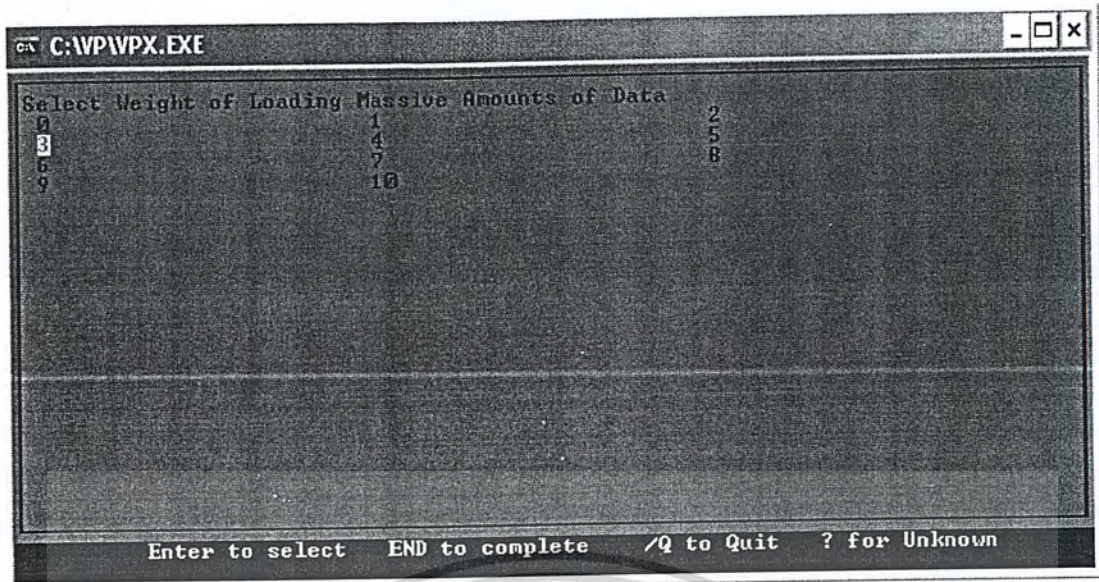 C:\VP\VPX.EXE
Select Weight of Loading Massive Amounts of Data
0 1 2
3 4 5
6 7 8
9 10
Enter to select END to complete /Q to Quit ? for Unknown